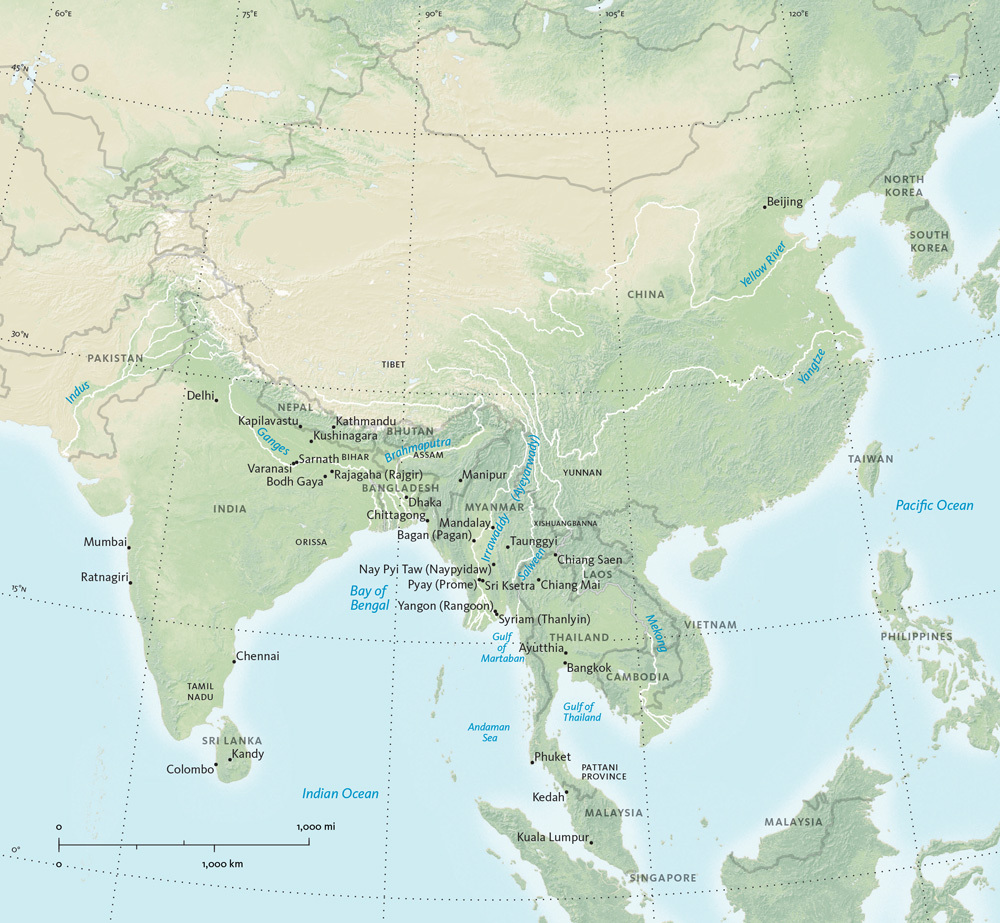 60°E
75°E
90°E
105°E
120°E
45°N
NORTH
KOREA
Beijing
SOUTH
KOREA
Yellow River
CHINA
30°N
PAKISTAN
TIBET
Yangtze
Indus
Delhi
NEPAL
Kapilavastu
Kathmandu
BHUTAN
Kushinagara
Ganges
Brahmaputra
ASSAM
Sarnath
BIHAR
Varanasi
Rajagaha (Rajgir)
Bodh Gaya
BANGLADESH
Manipur
YUNNAN
TAIWAN
Dhaka
INDIA
Chittagong
MYANMAR
Irrawaddy
(Ayeyarwady)
Pacific Ocean
Mandalay
XISHUANGBANNA
Bagan (Pagan)
ORISSA
Mumbai
Taunggyi
Salween
Chiang Saen
Nay Pyi Taw (Naypyidaw)
LAOS
Ratnagiri
Pyay (Prome)
Sri Ksetra
Chiang Mai
15°N
Bay of
Bengal
Yangon (Rangoon)
Syriam (Thanlyin)
Mekong
VIETNAM
Gulf
of
Martaban
THAILAND
PHILIPPINES
Ayutthia
Chennai
Bangkok
CAMBODIA
TAMIL
NADU
Gulf of
Thailand
Andaman
Sea
SRI LANKA
Kandy
Colombo
Phuket
PATTANI
PROVINCE
Indian Ocean
Kedah
MALAYSIA
MALAYSIA
0
1,000 mi
Kuala Lumpur
0°
0
1,000 km
SINGAPORE